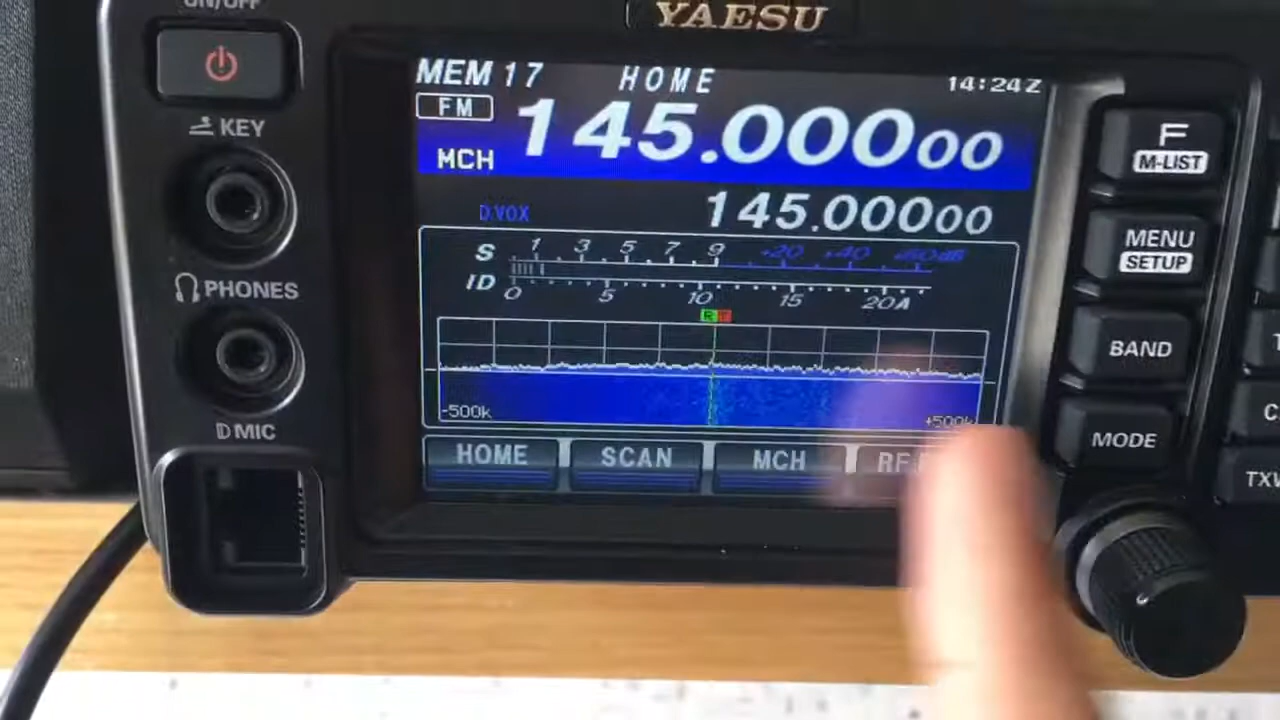 ON/OFF
YAESU
KEY
PHONES
MIC
MEM 17 HOME 14:24Z
FM
145.00000
MCH
D.VOX 145.00000
S 1 3 5 7 9 +20 +40 +60dB
ID 0 5 10 15 20A
R T
-500k +500k
HOME SCAN MCH
F
M-LIST
MENU
SETUP
BAND
MODE